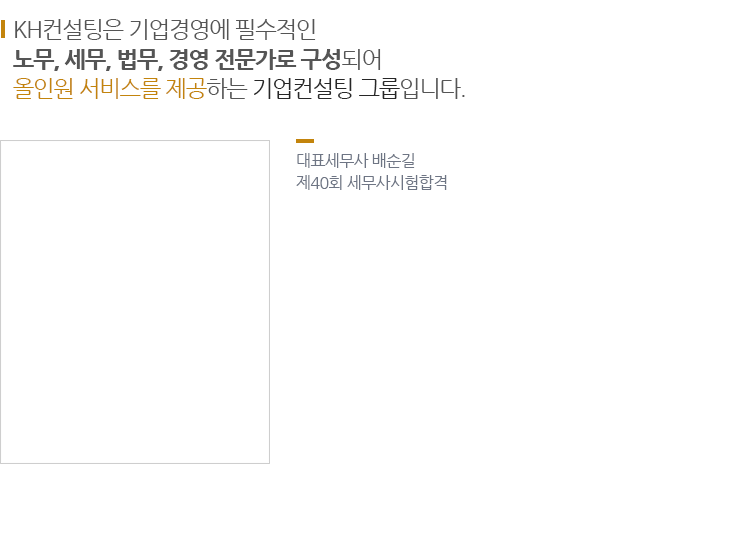 KH컨설팅은 기업경영에 필수적인
노무, 세무, 법무, 경영 전문가로 구성되어
올인원 서비스를 제공하는 기업컨설팅 그룹입니다.
대표세무사 배순길
제40회 세무사시험합격